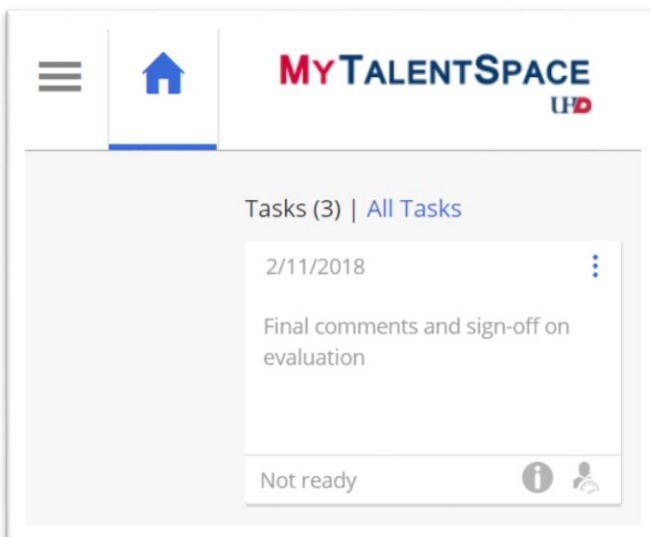 MYTALENTSPACE
UHD
Tasks (3) | All Tasks
2/11/2018
Final comments and sign-off on
evaluation
Not ready